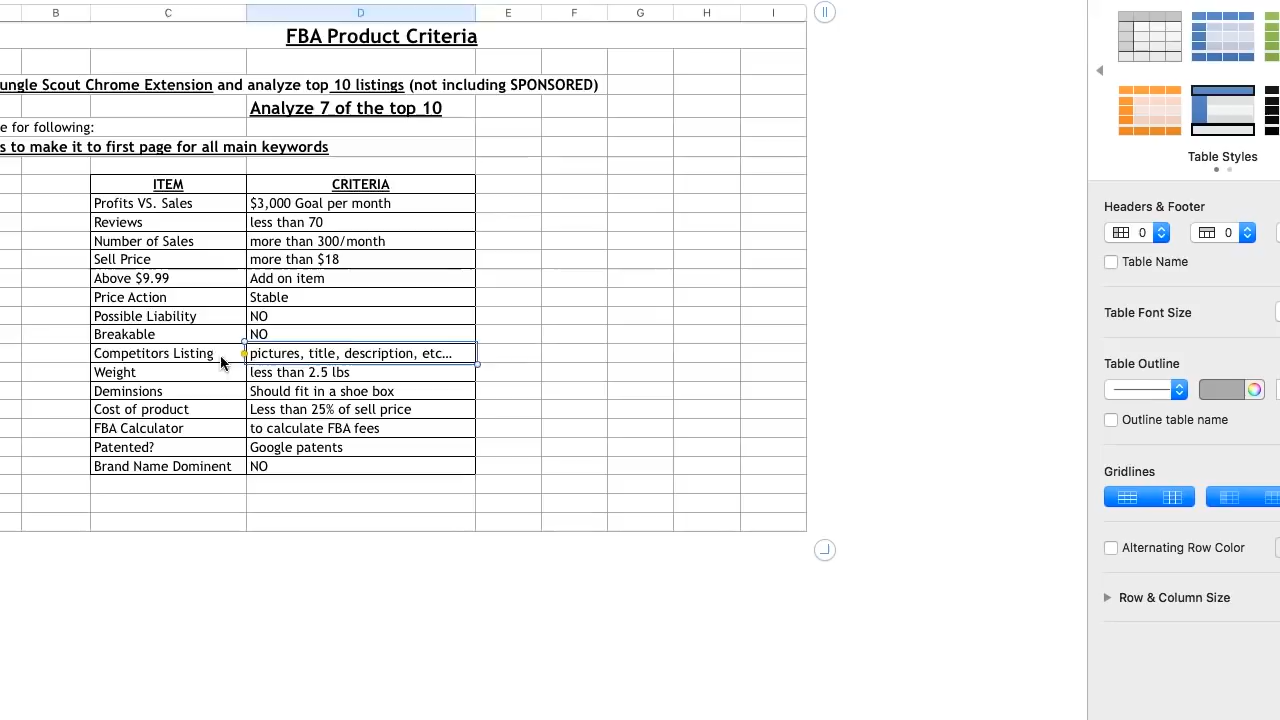 B C D E F G H I
FBA Product Criteria
ungle Scout Chrome Extension and analyze top 10 listings (not including SPONSORED)
Analyze 7 of the top 10
e for following:
s to make it to first page for all main keywords
ITEM CRITERIA
Profits VS. Sales $3,000 Goal per month
Reviews less than 70
Number of Sales more than 300/month
Sell Price more than $18
Above $9.99 Add on item
Price Action Stable
Possible Liability NO
Breakable NO
Competitors Listing pictures, title, description, etc...
Weight less than 2.5 lbs
Deminsions Should fit in a shoe box
Cost of product Less than 25% of sell price
FBA Calculator to calculate FBA fees
Patented? Google patents
Brand Name Dominent NO
Table Styles
Headers & Footer
0 0
Table Name
Table Font Size
Table Outline
Outline table name
Gridlines
Alternating Row Color
Row & Column Size